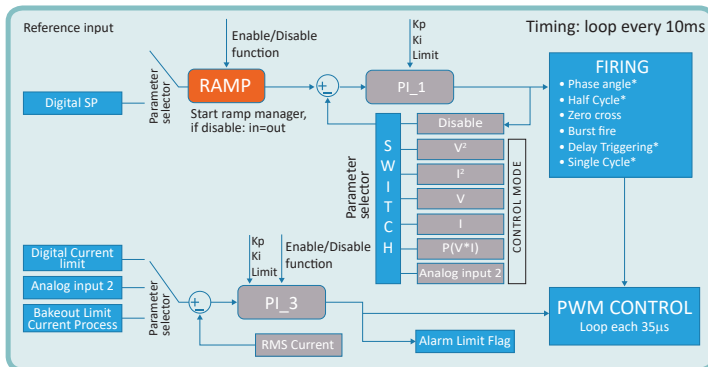 Reference input
Timing: loop every 10ms
Enable/Disable
function
Kp
Ki
Limit
Digital SP
Parameter
selector
RAMP
Start ramp manager,
if disable: in=out
PI_1
FIRING
• Phase angle*
• Half Cycle*
• Zero cross
• Burst fire
• Delay Triggering*
• Single Cycle*
Parameter
selector
SWITCH
Disable
V²
I²
V
I
P(V*I)
Analog input 2
CONTROL MODE
Digital Current
limit
Analog input 2
Bakeout Limit
Current Process
Parameter
selector
Kp
Ki
Limit
Enable/Disable
function
PI_3
RMS Current
Alarm Limit Flag
PWM CONTROL
Loop each 35µs